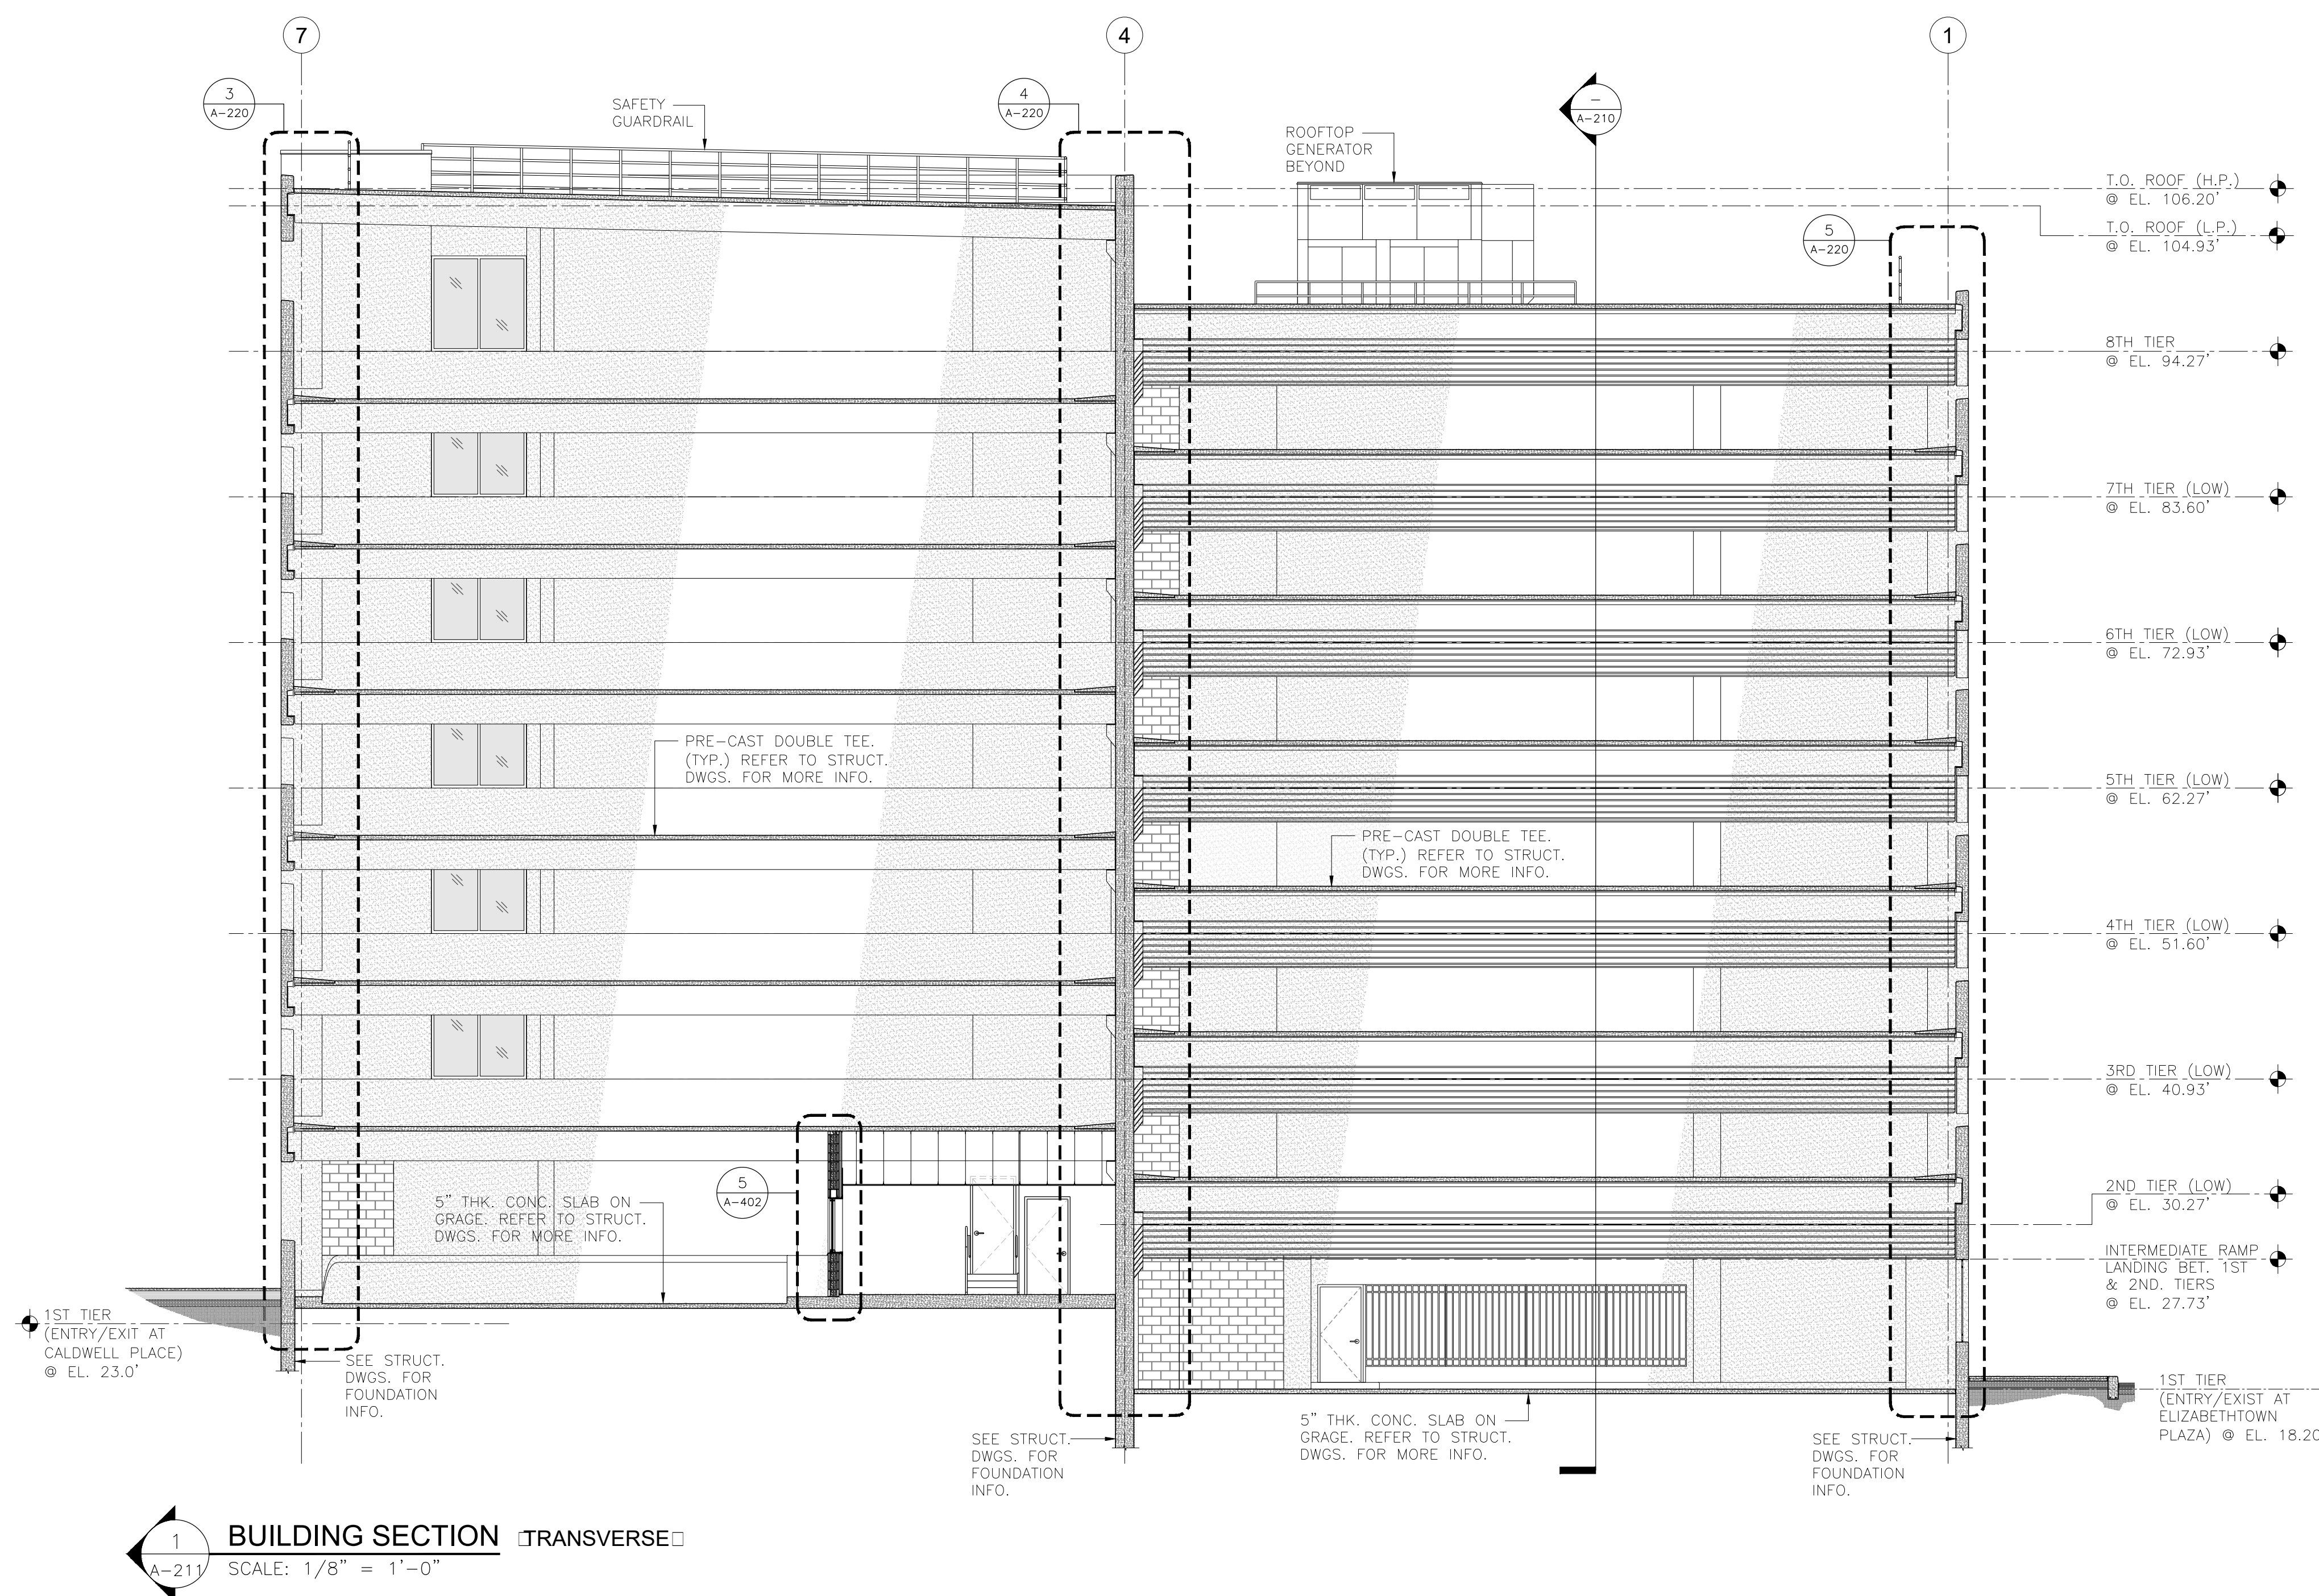 7
4
1
3
A-220
SAFETY
GUARDRAIL
4
A-220
–
A-210
ROOFTOP
GENERATOR
BEYOND
5
A-220
T.O. ROOF (H.P.)
@ EL. 106.20'
T.O. ROOF (L.P.)
@ EL. 104.93'
8TH TIER
@ EL. 94.27'
7TH TIER (LOW)
@ EL. 83.60'
6TH TIER (LOW)
@ EL. 72.93'
5TH TIER (LOW)
@ EL. 62.27'
4TH TIER (LOW)
@ EL. 51.60'
3RD TIER (LOW)
@ EL. 40.93'
2ND TIER (LOW)
@ EL. 30.27'
INTERMEDIATE RAMP
LANDING BET. 1ST
& 2ND. TIERS
@ EL. 27.73'
PRE-CAST DOUBLE TEE.
(TYP.) REFER TO STRUCT.
DWGS. FOR MORE INFO.
PRE-CAST DOUBLE TEE.
(TYP.) REFER TO STRUCT.
DWGS. FOR MORE INFO.
5" THK. CONC. SLAB ON
GRAGE. REFER TO STRUCT.
DWGS. FOR MORE INFO.
5
A-402
1ST TIER
(ENTRY/EXIT AT
CALDWELL PLACE)
@ EL. 23.0'
SEE STRUCT.
DWGS. FOR
FOUNDATION
INFO.
SEE STRUCT.
DWGS. FOR
FOUNDATION
INFO.
5" THK. CONC. SLAB ON
GRAGE. REFER TO STRUCT.
DWGS. FOR MORE INFO.
SEE STRUCT.
DWGS. FOR
FOUNDATION
INFO.
1ST TIER
(ENTRY/EXIST AT
ELIZABETHTOWN
PLAZA) @ EL. 18.20
1
A-211
BUILDING SECTION □TRANSVERSE□
SCALE: 1/8" = 1'-0"